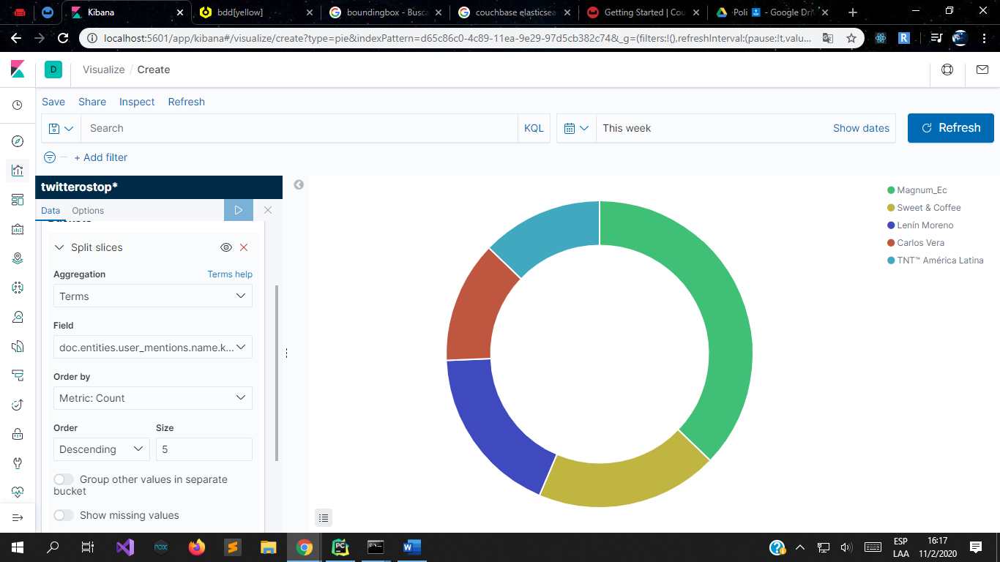 Kibana
bdd[yellow]
boundingbox - Busca
couchbase elasticsea
Getting Started | Cou
Poli - Google Dri
localhost:5601/app/kibana#/visualize/create?type=pie&indexPattern=d65c86c0-4c89-11ea-9e29-97d5cb382c74&_g=(filters:!(),refreshInterval:(pause:!t,valu...
R
D
Visualize / Create
Save Share Inspect Refresh
Search
KQL
This week
Show dates
Refresh
+ Add filter
twitterostop*
Data Options
Buckets
Split slices
Aggregation
Terms help
Terms
Field
doc.entities.user_mentions.name.k...
Order by
Metric: Count
Order Size
Descending 5
Group other values in separate
bucket
Show missing values
Magnum_Ec
Sweet & Coffee
Lenín Moreno
Carlos Vera
TNT™ América Latina
nox
PC
C:\_
ESP
LAA
16:17
11/2/2020